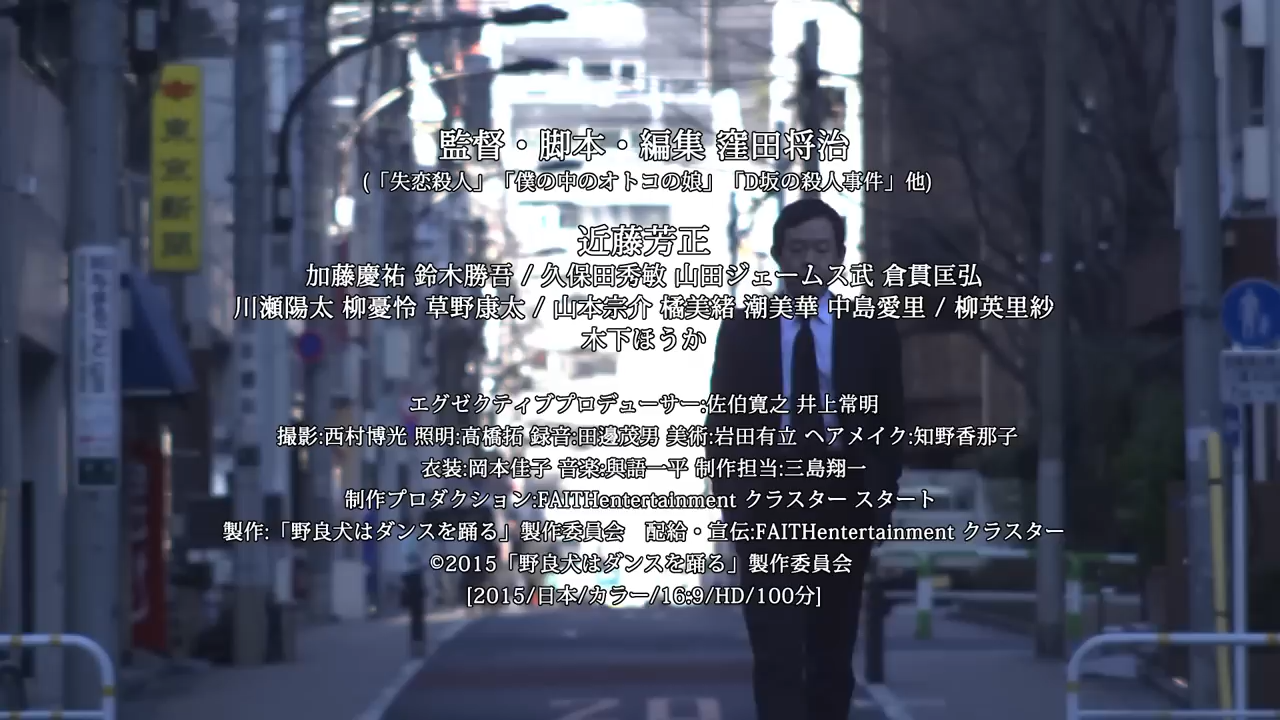 監督・脚本・編集 窪田将治
(「失恋殺人」「僕の中のオトコの娘」「D坂の殺人事件」他)
近藤芳正
加藤慶祐 鈴木勝吾 / 久保田秀敏 山田ジェームス武 倉貫匡弘
川瀬陽太 柳憂怜 草野康太 / 山本宗介 橘美緒 潮美華 中島愛里 / 柳英里紗
木下ほうか
エグゼクティブプロデューサー:佐伯寛之 井上常明
撮影:西村博光 照明:高橋拓 録音:田邊茂男 美術:岩田有立 ヘアメイク:知野香那子
衣装:岡本佳子 音楽:與語一平 制作担当:三島翔一
制作プロダクション:FAITHentertainment クラスター スタート
製作:「野良犬はダンスを踊る」製作委員会　配給・宣伝:FAITHentertainment クラスター
©2015「野良犬はダンスを踊る」製作委員会
[2015/日本/カラー/16:9/HD/100分]
東京新聞